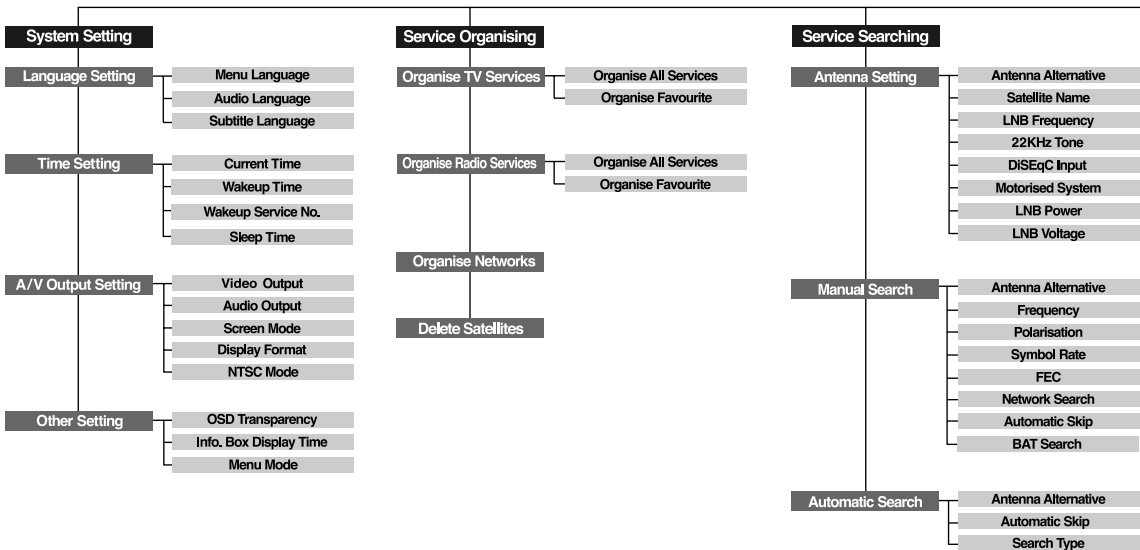 System Setting
Language Setting
Menu Language
Audio Language
Subtitle Language
Time Setting
Current Time
Wakeup Time
Wakeup Service No.
Sleep Time
A/V Output Setting
Video Output
Audio Output
Screen Mode
Display Format
NTSC Mode
Other Setting
OSD Transparency
Info. Box Display Time
Menu Mode
Service Organising
Organise TV Services
Organise All Services
Organise Favourite
Organise Radio Services
Organise All Services
Organise Favourite
Organise Networks
Delete Satellites
Service Searching
Antenna Setting
Antenna Alternative
Satellite Name
LNB Frequency
22KHz Tone
DiSEqC Input
Motorised System
LNB Power
LNB Voltage
Manual Search
Antenna Alternative
Frequency
Polarisation
Symbol Rate
FEC
Network Search
Automatic Skip
BAT Search
Automatic Search
Antenna Alternative
Automatic Skip
Search Type